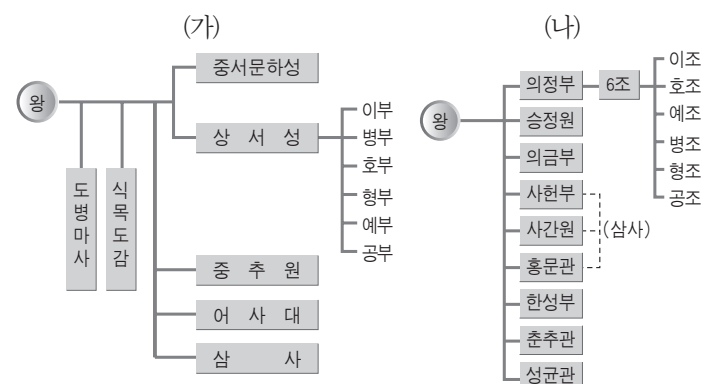 (가)
왕
중서문하성
상서성
이부
병부
호부
형부
예부
공부
도병마사
식목도감
중추원
어사대
삼사
(나)
왕
의정부
6조
이조
호조
예조
병조
형조
공조
승정원
의금부
사헌부
사간원
(삼사)
홍문관
한성부
춘추관
성균관